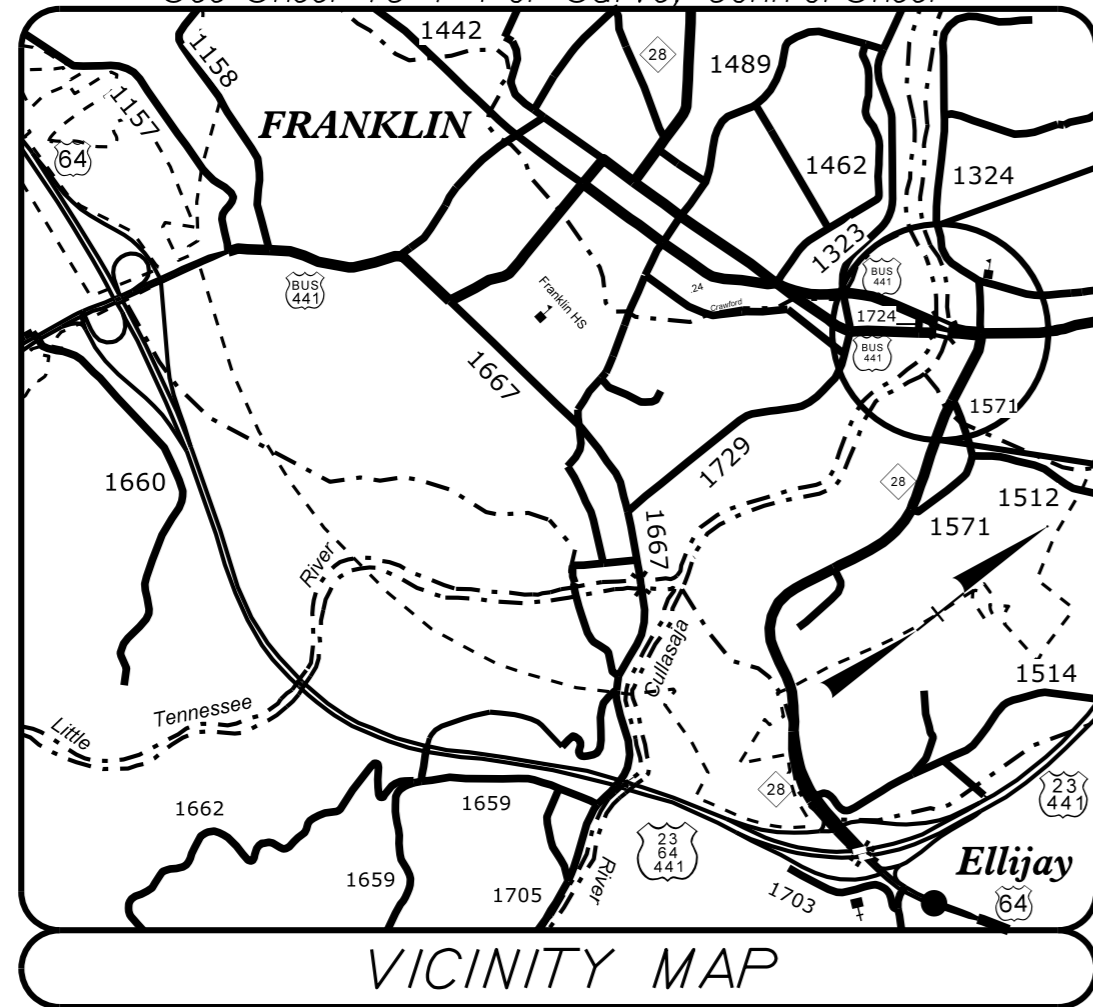 1442
28
1489
1158
1157
FRANKLIN
64
1462
1324
1323
BUS
441
BUS
441
24
Crawford
1724
Franklin HS
BUS
441
1667
1571
1729
28
1660
1512
1667
1571
River
Cullasaja
1514
Tennessee
Little
28
23
441
1662
1659
23
64
441
Ellijay
1659
1705
River
1703
64
VICINITY MAP